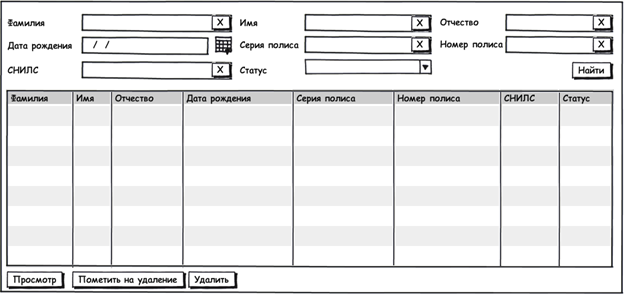 Фамилия X Имя X Отчество X
Дата рождения / / Серия полиса X Номер полиса X
СНИЛС X Статус Найти
Фамилия Имя Отчество Дата рождения Серия полиса Номер полиса СНИЛС Статус
Просмотр Пометить на удаление Удалить